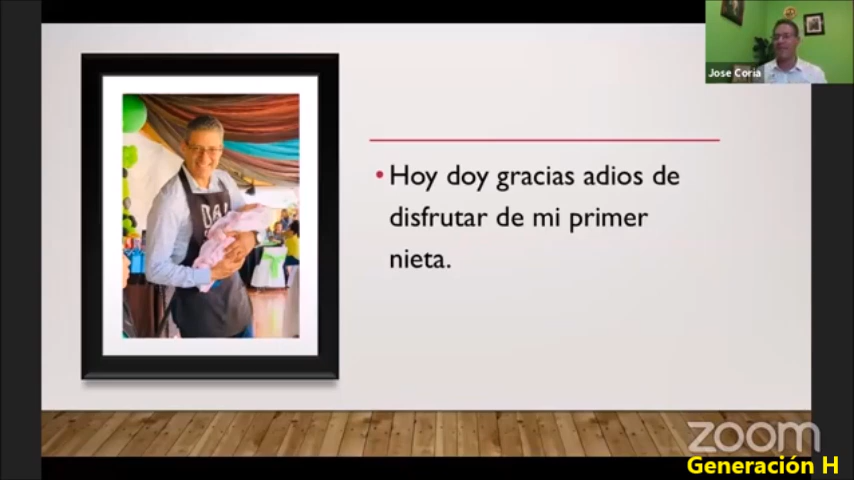 Jose Coria
Hoy doy gracias adios de
disfrutar de mi primer
nieta.
zoom
Generación H